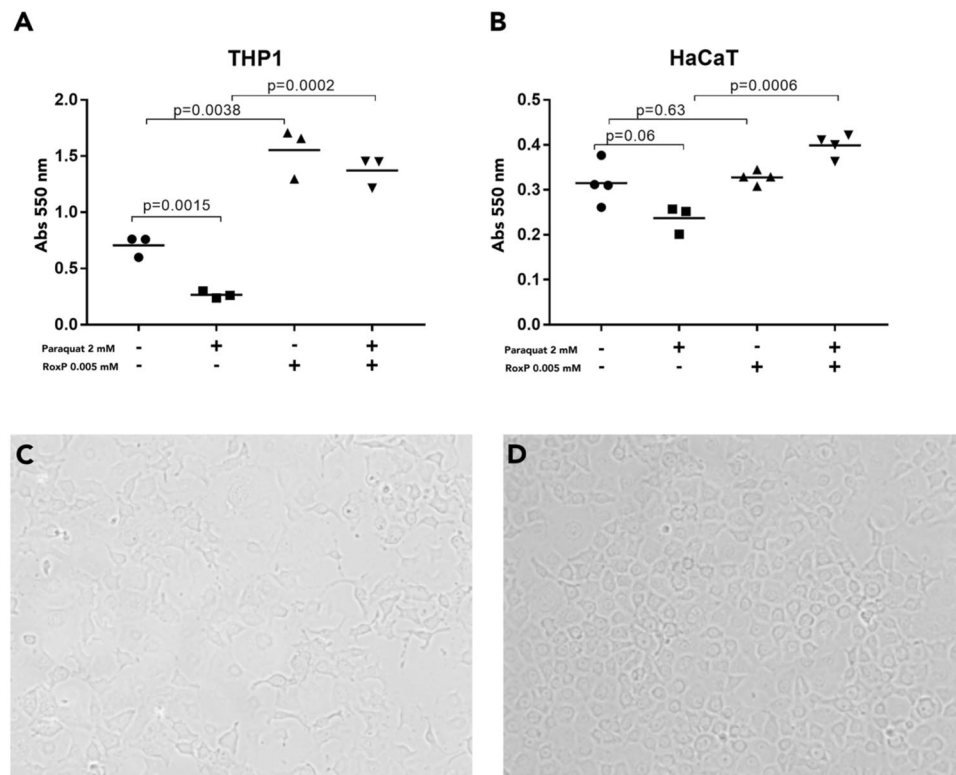 A
THP1
p=0.0002
p=0.0038
p=0.0015
Abs 550 nm
2.0
1.5
1.0
0.5
0.0
Paraquat 2 mM - + - +
RoxP 0.005 mM - - + +
B
HaCaT
p=0.0006
p=0.63
p=0.06
Abs 550 nm
0.5
0.4
0.3
0.2
0.1
0.0
Paraquat 2 mM - + - +
RoxP 0.005 mM - - + +
C
D